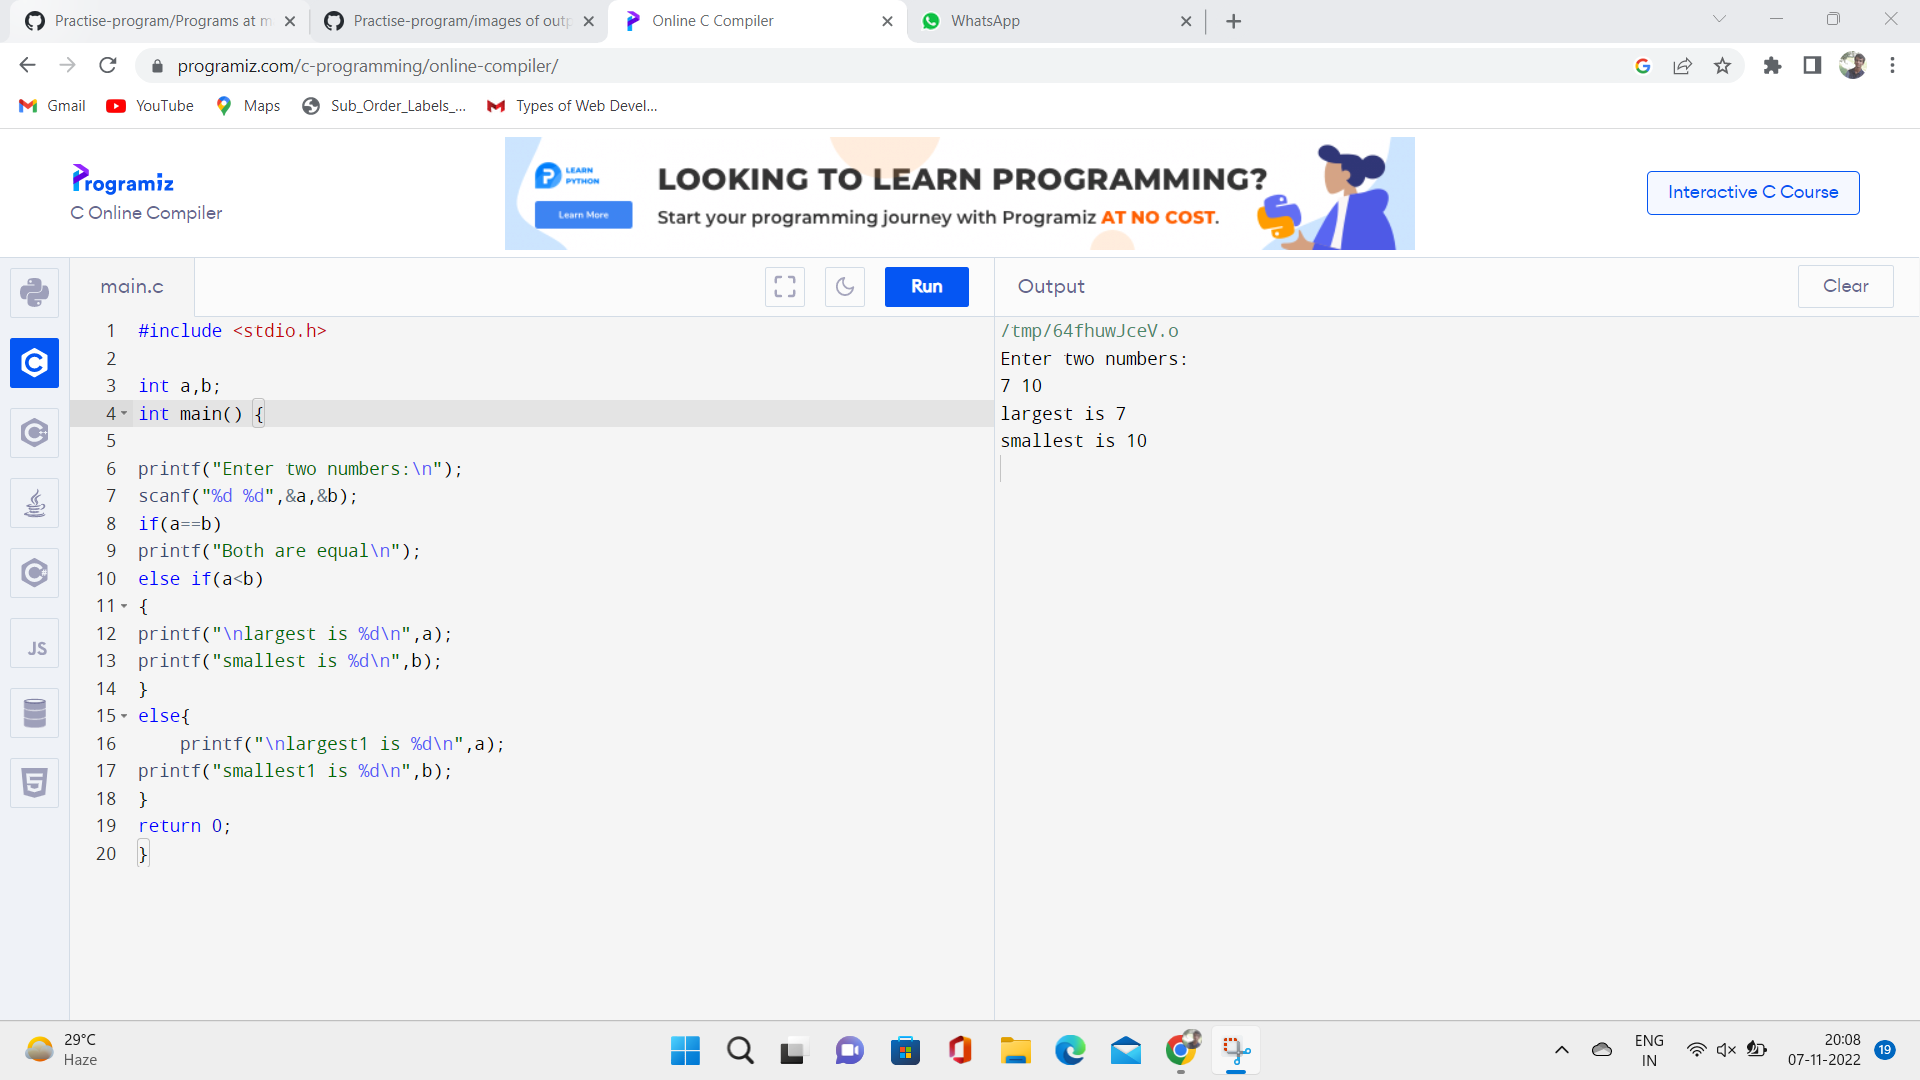 Practise-program/Programs at m
Practise-program/images of outp
Online C Compiler
WhatsApp
programiz.com/c-programming/online-compiler/
Gmail
YouTube
Maps
Sub_Order_Labels_...
Types of Web Devel...
Programiz
C Online Compiler
LEARN
PYTHON
Learn More
LOOKING TO LEARN PROGRAMMING?
Start your programming journey with Programiz AT NO COST.
Interactive C Course
main.c
Run
Output
Clear
1 #include <stdio.h>
2
3 int a,b;
4 int main() {
5
6 printf("Enter two numbers:\n");
7 scanf("%d %d",&a,&b);
8 if(a==b)
9 printf("Both are equal\n");
10 else if(a<b)
11 {
12 printf("\nlargest is %d\n",a);
13 printf("smallest is %d\n",b);
14 }
15 else{
16     printf("\nlargest1 is %d\n",a);
17 printf("smallest1 is %d\n",b);
18 }
19 return 0;
20 }
/tmp/64fhuwJceV.o
Enter two numbers:
7 10
largest is 7
smallest is 10
JS
29°C
Haze
ENG
IN
20:08
07-11-2022
19